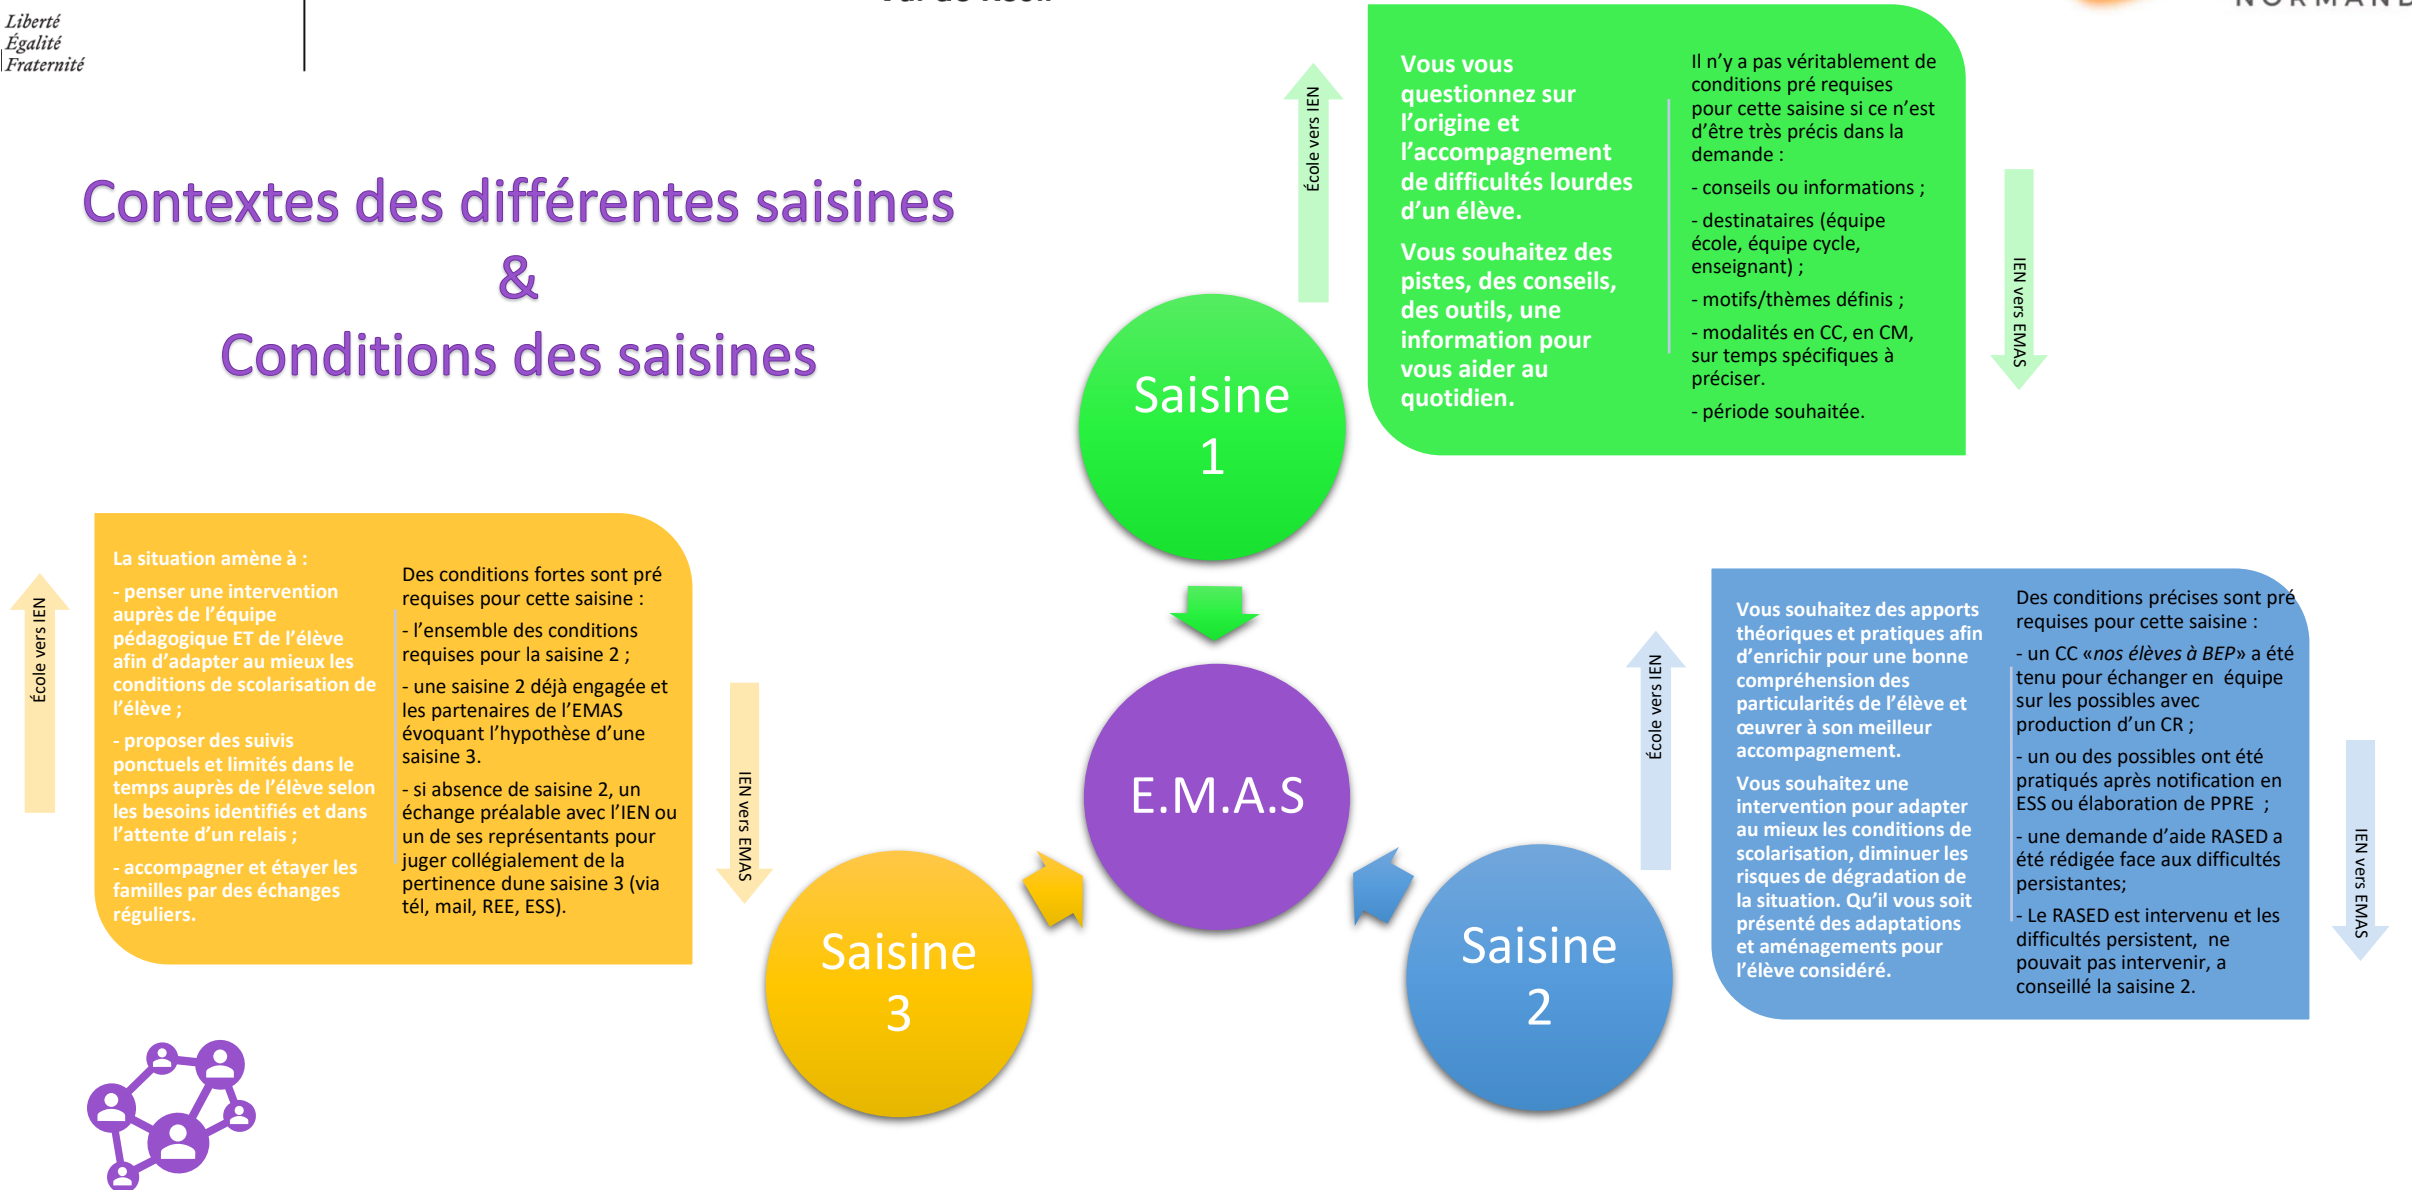 Liberté
Égalité
Fraternité
Contextes des différentes saisines
&
Conditions des saisines
École vers IEN
Vous vous
questionnez sur
l’origine et
l’accompagnement
de difficultés lourdes
d’un élève.
Vous souhaitez des
pistes, des conseils,
des outils, une
information pour
vous aider au
quotidien.
Il n’y a pas véritablement de
conditions pré requises
pour cette saisine si ce n’est
d’être très précis dans la
demande :
- conseils ou informations ;
- destinataires (équipe
école, équipe cycle,
enseignant) ;
- motifs/thèmes définis ;
- modalités en CC, en CM,
sur temps spécifiques à
préciser.
- période souhaitée.
IEN vers EMAS
Saisine
1
École vers IEN
La situation amène à :
- penser une intervention
auprès de l’équipe
pédagogique ET de l’élève
afin d’adapter au mieux les
conditions de scolarisation de
l’élève ;
- proposer des suivis
ponctuels et limités dans le
temps auprès de l’élève selon
les besoins identifiés et dans
l’attente d’un relais ;
- accompagner et étayer les
familles par des échanges
réguliers.
Des conditions fortes sont pré
requises pour cette saisine :
- l’ensemble des conditions
requises pour la saisine 2 ;
- une saisine 2 déjà engagée et
les partenaires de l’EMAS
évoquant l’hypothèse d’une
saisine 3.
- si absence de saisine 2, un
échange préalable avec l’IEN ou
un de ses représentants pour
juger collégialement de la
pertinence dune saisine 3 (via
tél, mail, REE, ESS).
IEN vers EMAS
Saisine
3
E.M.A.S
Saisine
2
École vers IEN
Vous souhaitez des apports
théoriques et pratiques afin
d’enrichir pour une bonne
compréhension des
particularités de l’élève et
œuvrer à son meilleur
accompagnement.
Vous souhaitez une
intervention pour adapter
au mieux les conditions de
scolarisation, diminuer les
risques de dégradation de
la situation. Qu’il vous soit
présenté des adaptations
et aménagements pour
l’élève considéré.
Des conditions précises sont pré
requises pour cette saisine :
- un CC «nos élèves à BEP» a été
tenu pour échanger en équipe
sur les possibles avec
production d’un CR ;
- un ou des possibles ont été
pratiqués après notification en
ESS ou élaboration de PPRE ;
- une demande d’aide RASED a
été rédigée face aux difficultés
persistantes;
- Le RASED est intervenu et les
difficultés persistent, ne
pouvait pas intervenir, a
conseillé la saisine 2.
IEN vers EMAS